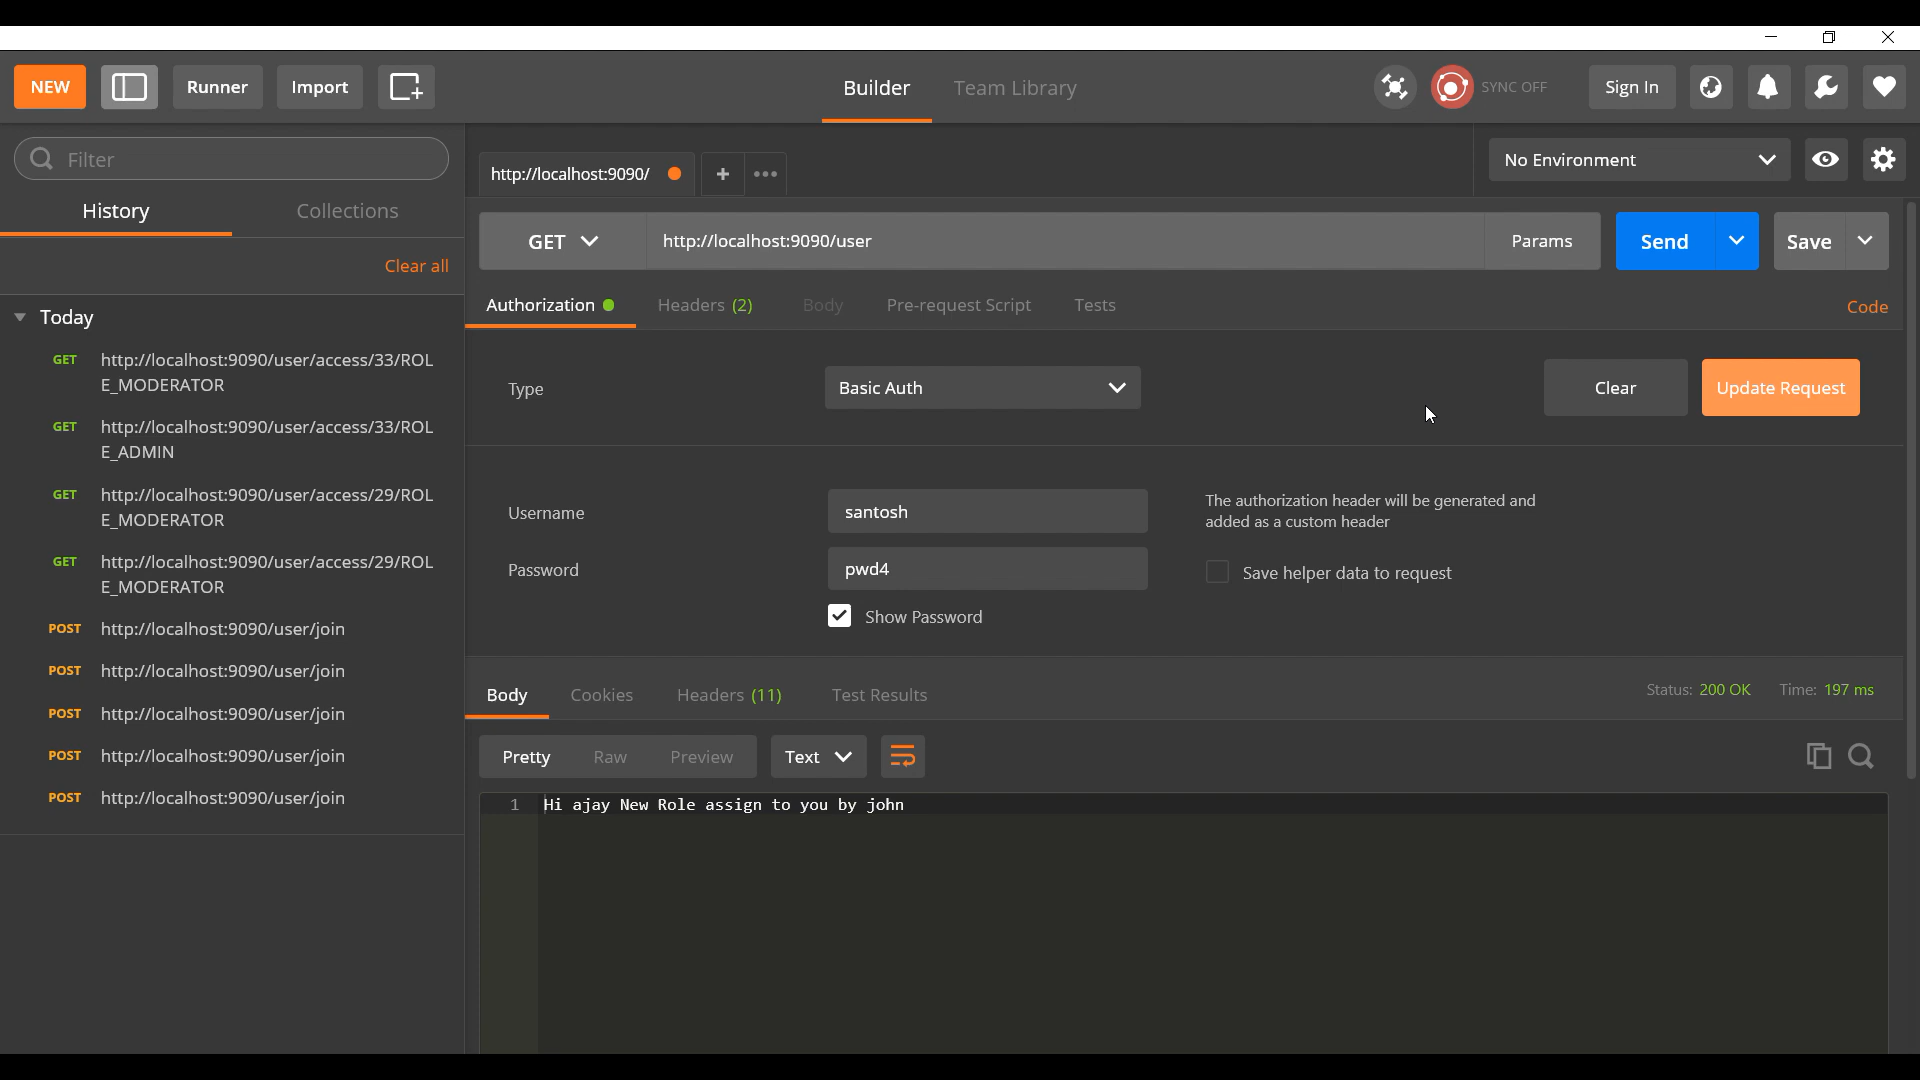 NEW Runner Import Builder Team Library SYNC OFF Sign In
Filter
http://localhost:9090/ No Environment
History Collections
GET http://localhost:9090/user Params Send Save
Clear all
Authorization Headers (2) Body Pre-request Script Tests Code
Today
GET http://localhost:9090/user/access/33/ROL
E_MODERATOR
GET http://localhost:9090/user/access/33/ROL
E_ADMIN
GET http://localhost:9090/user/access/29/ROL
E_MODERATOR
GET http://localhost:9090/user/access/29/ROL
E_MODERATOR
POST http://localhost:9090/user/join
POST http://localhost:9090/user/join
POST http://localhost:9090/user/join
POST http://localhost:9090/user/join
POST http://localhost:9090/user/join
Type Basic Auth Clear Update Request
Username santosh
The authorization header will be generated and
added as a custom header
Password pwd4
Save helper data to request
Show Password
Body Cookies Headers (11) Test Results Status: 200 OK Time: 197 ms
Pretty Raw Preview Text
1 Hi ajay New Role assign to you by john